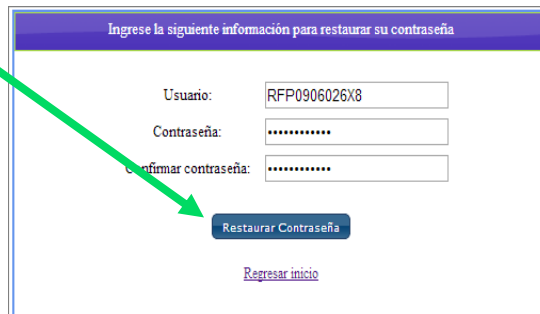 Ingrese la siguiente información para restaurar su contraseña
Usuario: RFP0906026X8
Contraseña: ••••••••••••
Confirmar contraseña: ••••••••••••
Restaurar Contraseña
Regresar inicio